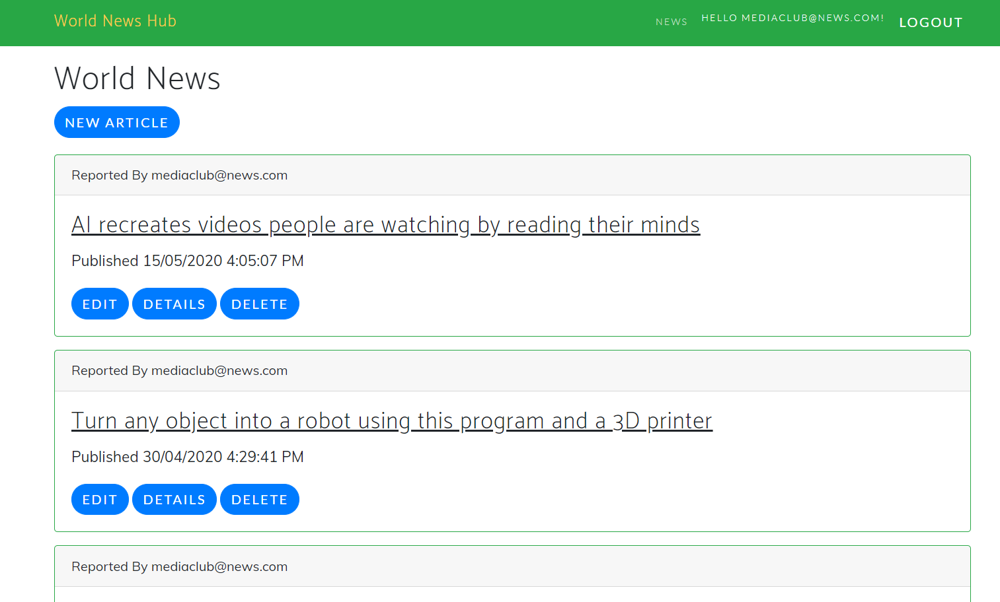 World News Hub
NEWS
HELLO MEDIACLUB@NEWS.COM!
LOGOUT
World News
NEW ARTICLE
Reported By mediaclub@news.com
AI recreates videos people are watching by reading their minds
Published 15/05/2020 4:05:07 PM
EDIT DETAILS DELETE
Reported By mediaclub@news.com
Turn any object into a robot using this program and a 3D printer
Published 30/04/2020 4:29:41 PM
EDIT DETAILS DELETE
Reported By mediaclub@news.com